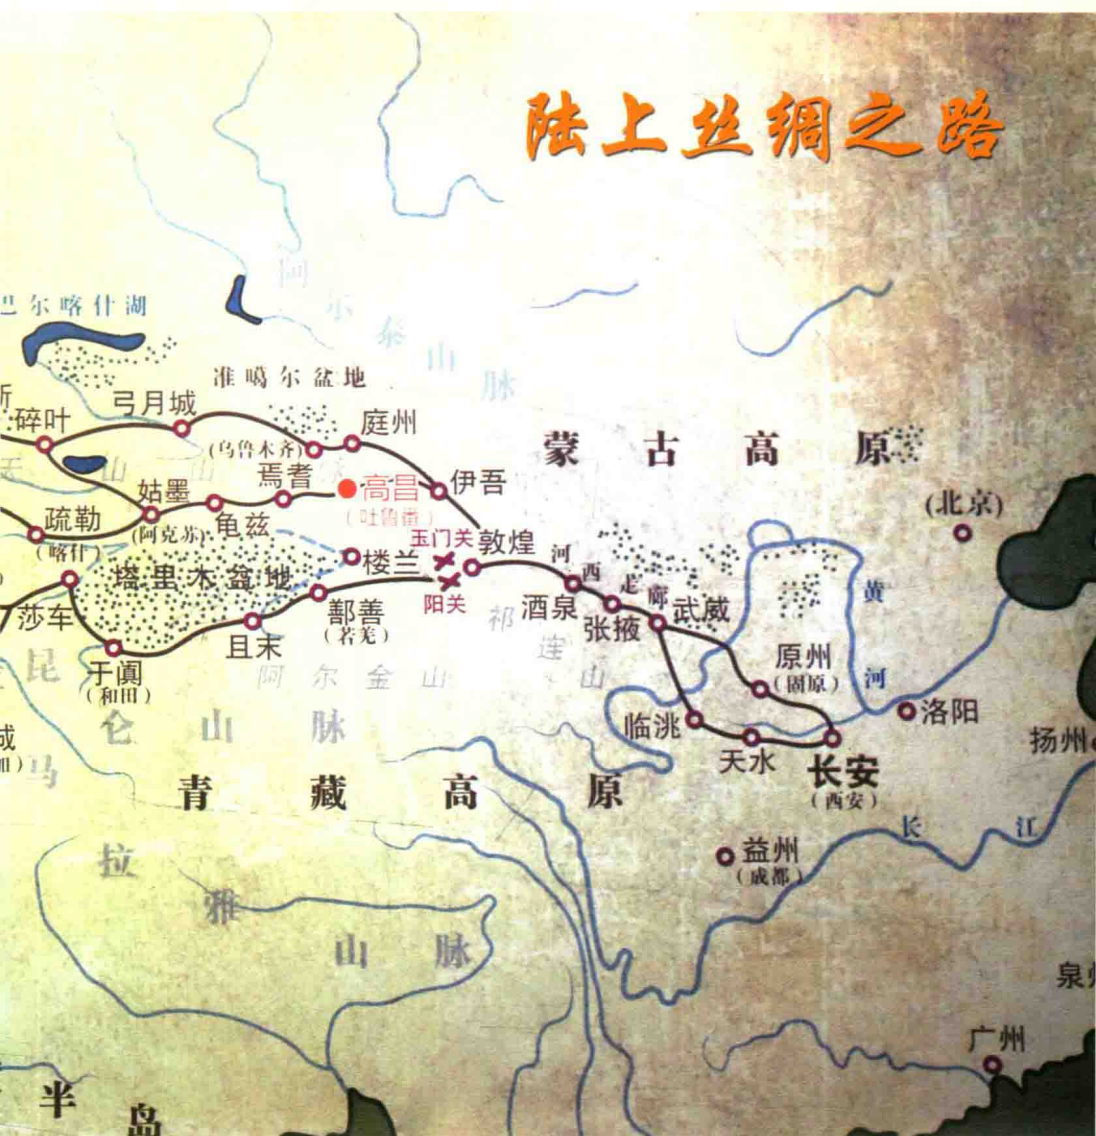 陆上丝绸之路
阿尔泰山脉
巴尔喀什湖
准噶尔盆地
弓月城
碎叶
庭州
(乌鲁木齐)
蒙古高原
天山山脉
焉耆
高昌
(吐鲁番)
伊吾
姑墨
(阿克苏)
龟兹
疏勒
(喀什)
(北京)
玉门关
敦煌
楼兰
阳关
塔里木盆地
河西走廊
酒泉
张掖
武威
莎车
鄯善
(若羌)
且末
于阗
(和田)
祁连山
阿尔金山
昆仑山脉
黄河
原州
(固原)
临洮
天水
长安
(西安)
洛阳
扬州
青藏高原
长江
益州
(成都)
马拉雅山脉
泉州
广州
半岛